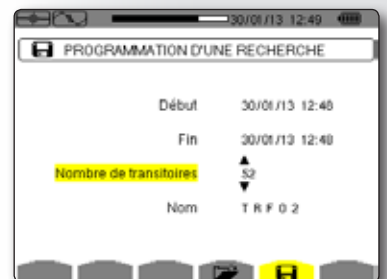 30/01/13 12:49
PROGRAMMATION D'UNE RECHERCHE
Début 30/01/13 12:48
Fin 30/01/13 12:48
Nombre de transitoires 52
Nom TRF02